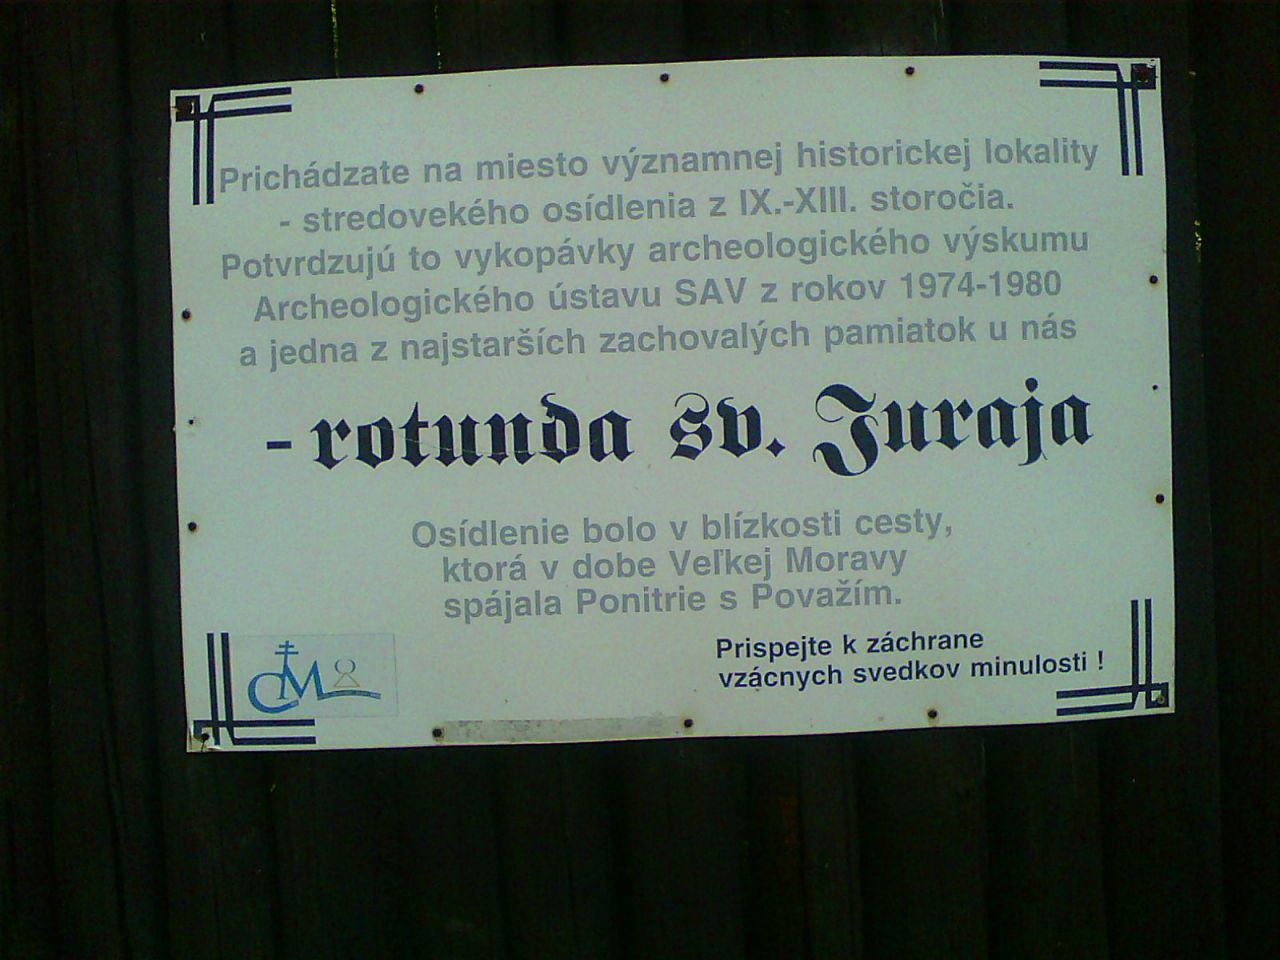 Prichádzate na miesto významnej historickej lokality
- stredovekého osídlenia z IX.-XIII. storočia.
Potvrdzujú to vykopávky archeologického výskumu
Archeologického ústavu SAV z rokov 1974-1980
a jedna z najstarších zachovalých pamiatok u nás
- rotunda sv. Juraja
Osídlenie bolo v blízkosti cesty,
ktorá v dobe Veľkej Moravy
spájala Ponitrie s Považím.
Prispejte k záchrane
vzácnych svedkov minulosti !
CM